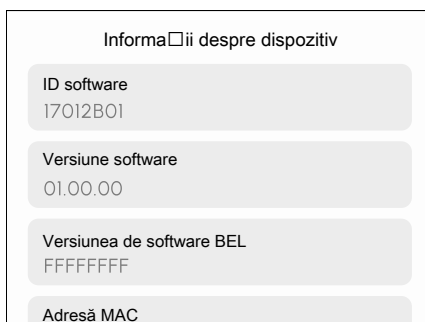 Informa□ii despre dispozitiv
ID software
17012B01
Versiune software
01.00.00
Versiunea de software BEL
FFFFFFFF
Adresă MAC